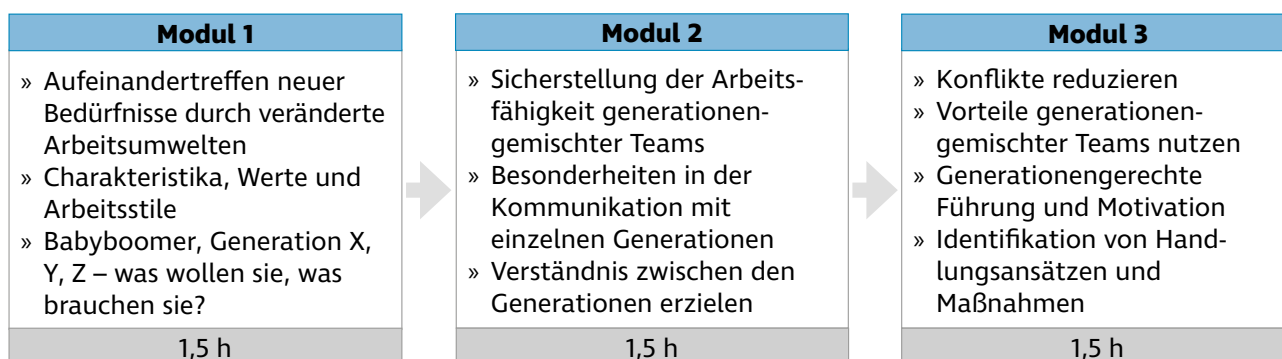 Modul 1
» Aufeinandertreffen neuer
Bedürfnisse durch veränderte
Arbeitsumwelten
» Charakteristika, Werte und
Arbeitsstile
» Babyboomer, Generation X,
Y, Z – was wollen sie, was
brauchen sie?
1,5 h
Modul 2
» Sicherstellung der Arbeits-
fähigkeit generationen-
gemischter Teams
» Besonderheiten in der
Kommunikation mit
einzelnen Generationen
» Verständnis zwischen den
Generationen erzielen
1,5 h
Modul 3
» Konflikte reduzieren
» Vorteile generationen-
gemischter Teams nutzen
» Generationengerechte
Führung und Motivation
» Identifikation von Hand-
lungsansätzen und
Maßnahmen
1,5 h